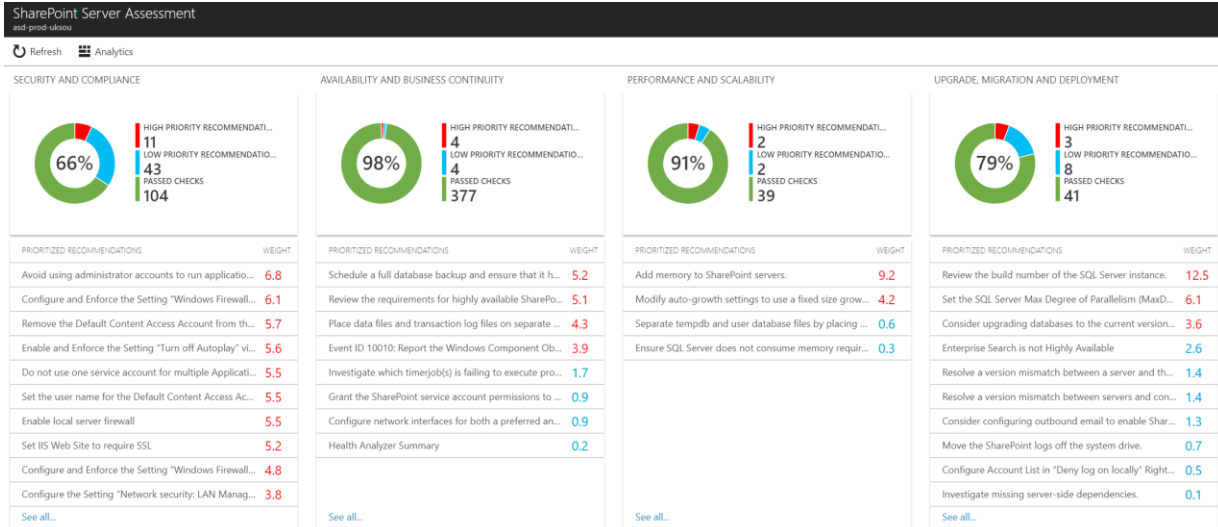 SharePoint Server Assessment
asd-prod-uksou
Refresh Analytics
SECURITY AND COMPLIANCE
66%
HIGH PRIORITY RECOMMENDATI...
11
LOW PRIORITY RECOMMENDATIO...
43
PASSED CHECKS
104
PRIORITIZED RECOMMENDATIONS WEIGHT
Avoid using administrator accounts to run applicatio... 6.8
Configure and Enforce the Setting "Windows Firewall... 6.1
Remove the Default Content Access Account from th... 5.7
Enable and Enforce the Setting "Turn off Autoplay" vi... 5.6
Do not use one service account for multiple Applicati... 5.5
Set the user name for the Default Content Access Ac... 5.5
Enable local server firewall 5.5
Set IIS Web Site to require SSL 5.2
Configure and Enforce the Setting "Windows Firewall... 4.8
Configure the Setting "Network security: LAN Manag... 3.8
See all...
AVAILABILITY AND BUSINESS CONTINUITY
98%
HIGH PRIORITY RECOMMENDATI...
4
LOW PRIORITY RECOMMENDATIO...
4
PASSED CHECKS
377
PRIORITIZED RECOMMENDATIONS WEIGHT
Schedule a full database backup and ensure that it h... 5.2
Review the requirements for highly available SharePo... 5.1
Place data files and transaction log files on separate ... 4.3
Event ID 10010: Report the Windows Component Ob... 3.9
Investigate which timerjob(s) is failing to execute pro... 1.7
Grant the SharePoint service account permissions to ... 0.9
Configure network interfaces for both a preferred an... 0.9
Health Analyzer Summary 0.2
See all...
PERFORMANCE AND SCALABILITY
91%
HIGH PRIORITY RECOMMENDATI...
2
LOW PRIORITY RECOMMENDATIO...
2
PASSED CHECKS
39
PRIORITIZED RECOMMENDATIONS WEIGHT
Add memory to SharePoint servers. 9.2
Modify auto-growth settings to use a fixed size grow... 4.2
Separate tempdb and user database files by placing ... 0.6
Ensure SQL Server does not consume memory requir... 0.3
See all...
UPGRADE, MIGRATION AND DEPLOYMENT
79%
HIGH PRIORITY RECOMMENDATI...
3
LOW PRIORITY RECOMMENDATIO...
8
PASSED CHECKS
41
PRIORITIZED RECOMMENDATIONS WEIGHT
Review the build number of the SQL Server instance. 12.5
Set the SQL Server Max Degree of Parallelism (MaxD... 6.1
Consider upgrading databases to the current version... 3.6
Enterprise Search is not Highly Available 2.6
Resolve a version mismatch between a server and th... 1.4
Resolve a version mismatch between servers and con... 1.4
Consider configuring outbound email to enable Shar... 1.3
Move the SharePoint logs off the system drive. 0.7
Configure Account List in "Deny log on locally" Right... 0.5
Investigate missing server-side dependencies. 0.1
See all...